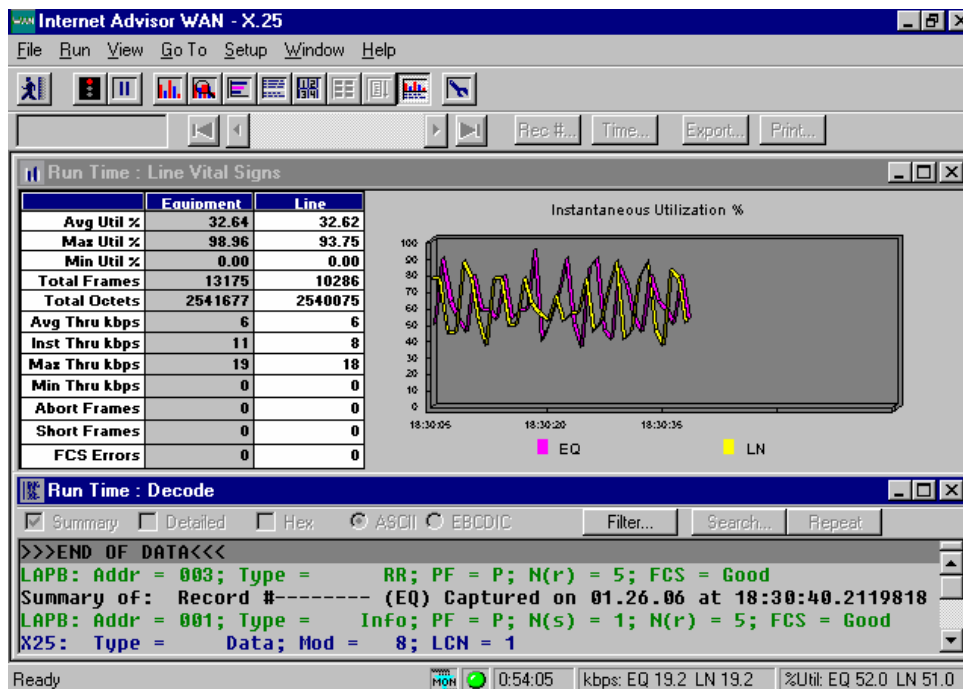 WAN Internet Advisor WAN - X.25
File Run View Go To Setup Window Help
Rec #... Time... Export... Print...
Run Time : Line Vital Signs
Equipment Line
Avg Util % 32.64 32.62
Max Util % 98.96 93.75
Min Util % 0.00 0.00
Total Frames 13175 10286
Total Octets 2541677 2540075
Avg Thru kbps 6 6
Inst Thru kbps 11 8
Max Thru kbps 19 18
Min Thru kbps 0 0
Abort Frames 0 0
Short Frames 0 0
FCS Errors 0 0
Instantaneous Utilization %
100
90
80
70
60
50
40
30
20
10
0
18:30:05 18:30:20 18:30:35
EQ LN
Run Time : Decode
Summary Detailed Hex ASCII EBCDIC Filter... Search... Repeat
>>>END OF DATA<<<
LAPB: Addr = 003; Type = RR; PF = P; N(r) = 5; FCS = Good
Summary of: Record #-------- (EQ) Captured on 01.26.06 at 18:30:40.2119818
LAPB: Addr = 001; Type = Info; PF = P; N(s) = 1; N(r) = 5; FCS = Good
X25: Type = Data; Mod = 8; LCN = 1
Ready MON 0:54:05 kbps: EQ 19.2 LN 19.2 %Util: EQ 52.0 LN 51.0